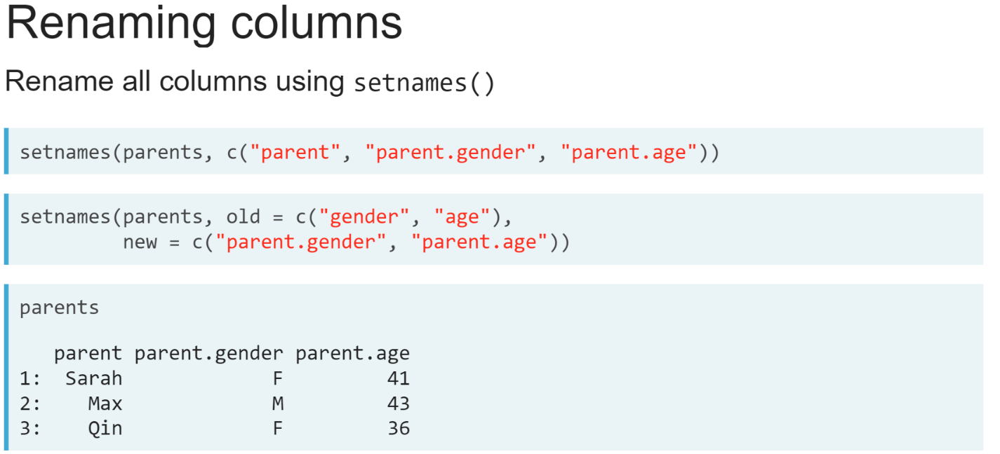 Renaming columns
Rename all columns using setnames()
setnames(parents, c("parent", "parent.gender", "parent.age"))
setnames(parents, old = c("gender", "age"),
         new = c("parent.gender", "parent.age"))
parents
   parent parent.gender parent.age
1:  Sarah             F         41
2:    Max             M         43
3:    Qin             F         36